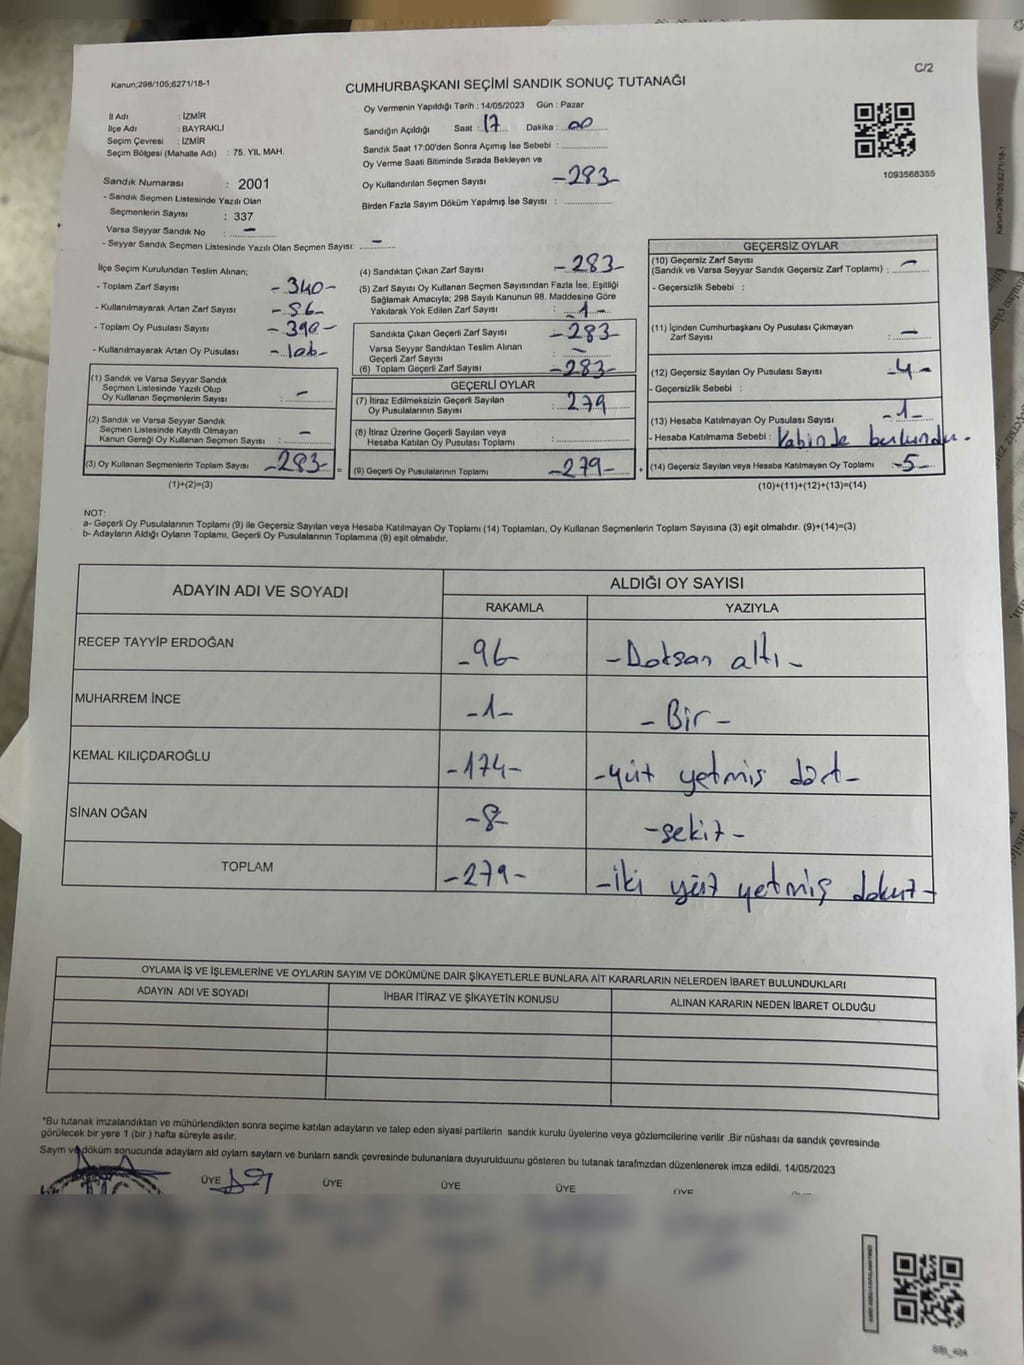 Kanun;298/105;6271/18-1
C/2
CUMHURBAŞKANI SEÇİMİ SANDIK SONUÇ TUTANAĞI
İl Adı : İZMİR
İlçe Adı : BAYRAKLI
Seçim Çevresi : İZMİR
Seçim Bölgesi (Mahalle Adı) : 75. YIL MAH.
Oy Vermenin Yapıldığı Tarih : 14/05/2023 Gün : Pazar
Sandığın Açıldığı Saat : 17 Dakika : 00
Sandık Saat 17:00'den Sonra Açımış İse Sebebi :
Oy Verme Saati Bitiminde Sırada Bekleyen ve
Oy Kullandırılan Seçmen Sayısı -283-
Birden Fazla Sayım Döküm Yapılmış İse Sayısı :
1093568355
Sandık Numarası : 2001
- Sandık Seçmen Listesinde Yazılı Olan
Seçmenlerin Sayısı : 337
Varsa Seyyar Sandık No : -
- Seyyar Sandık Seçmen Listesinde Yazılı Olan Seçmen Sayısı: -
İlçe Seçim Kurulundan Teslim Alınan;
- Toplam Zarf Sayısı -340-
- Kullanılmayarak Artan Zarf Sayısı
- Toplam Oy Pusulası Sayısı -390-
- Kullanılmayarak Artan Oy Pusulası
(1) Sandık ve Varsa Seyyar Sandık
Seçmen Listesinde Yazılı Olup
Oy Kullanan Seçmenlerin Sayısı : -
(2) Sandık ve Varsa Seyyar Sandık
Seçmen Listesinde Kayıtlı Olmayan
Kanun Gereği Oy Kullanan Seçmen Sayısı : -
(3) Oy Kullanan Seçmenlerin Toplam Sayısı -283- =
(1)+(2)=(3)
(4) Sandıktan Çıkan Zarf Sayısı -283-
(5) Zarf Sayısı Oy Kullanan Seçmen Sayısından Fazla İse, Eşitliği
Sağlamak Amacıyla; 298 Sayılı Kanunun 98. Maddesine Göre
Yakılarak Yok Edilen Zarf Sayısı : -1-
Sandıkta Çıkan Geçerli Zarf Sayısı -283-
Varsa Seyyar Sandıktan Teslim Alınan
Geçerli Zarf Sayısı : -
(6) Toplam Geçerli Zarf Sayısı -283-
GEÇERLİ OYLAR
(7) İtiraz Edilmeksizin Geçerli Sayılan
Oy Pusulalarının Sayısı : 279
(8) İtiraz Üzerine Geçerli Sayılan veya
Hesaba Katılan Oy Pusulası Toplamı :
(9) Geçerli Oy Pusulalarının Toplamı -279- +
GEÇERSİZ OYLAR
(10) Geçersiz Zarf Sayısı
(Sandık ve Varsa Seyyar Sandık Geçersiz Zarf Toplamı) : -
- Geçersizlik Sebebi :
(11) İçinden Cumhurbaşkanı Oy Pusulası Çıkmayan
Zarf Sayısı : -
(12) Geçersiz Sayılan Oy Pusulası Sayısı -4-
- Geçersizlik Sebebi :
(13) Hesaba Katılmayan Oy Pusulası Sayısı -1-
- Hesaba Katılmama Sebebi : Kabinde bulundu.
(14) Geçersiz Sayılan veya Hesaba Katılmayan Oy Toplamı :-5-
(10)+(11)+(12)+(13)=(14)
NOT:
a- Geçerli Oy Pusulalarının Toplamı (9) ile Geçersiz Sayılan veya Hesaba Katılmayan Oy Toplamı (14) Toplamları, Oy Kullanan Seçmenlerin Toplam Sayısına (3) eşit olmalıdır. (9)+(14)=(3)
b- Adayların Aldığı Oyların Toplamı, Geçerli Oy Pusulalarının Toplamına (9) eşit olmalıdır.
ADAYIN ADI VE SOYADI
ALDIĞI OY SAYISI
RAKAMLA YAZIYLA
RECEP TAYYİP ERDOĞAN -96- -Doksan altı-
MUHARREM İNCE -1- -Bir-
KEMAL KILIÇDAROĞLU -174- -yüz yetmiş dört-
SİNAN OĞAN -8- -sekiz-
TOPLAM -279- -iki yüz yetmiş dokuz-
OYLAMA İŞ VE İŞLEMLERİNE VE OYLARIN SAYIM VE DÖKÜMÜNE DAİR ŞİKAYETLERLE BUNLARA AİT KARARLARIN NELERDEN İBARET BULUNDUKLARI
ADAYIN ADI VE SOYADI
İHBAR İTİRAZ VE ŞİKAYETİN KONUSU
ALINAN KARARIN NEDEN İBARET OLDUĞU
"Bu tutanak imzalandıktan ve mühürlendikten sonra seçime katılan adayların ve talep eden siyasi partilerin sandık kurulu üyelerine veya gözlemcilerine verilir .Bir nüshası da sandık çevresinde
görülecek bir yere 1 (bir ) hafta süreyle asılır.
Sayım ve döküm sonucunda adayların ald oyların sayların ve bunların sandk çevresinde bulunanlara duyurulduunu gösteren bu tutanak tarafmzdan düzenlenerek imza edildi. 14/05/2023
ÜYE ÜYE ÜYE ÜYE ÜYE